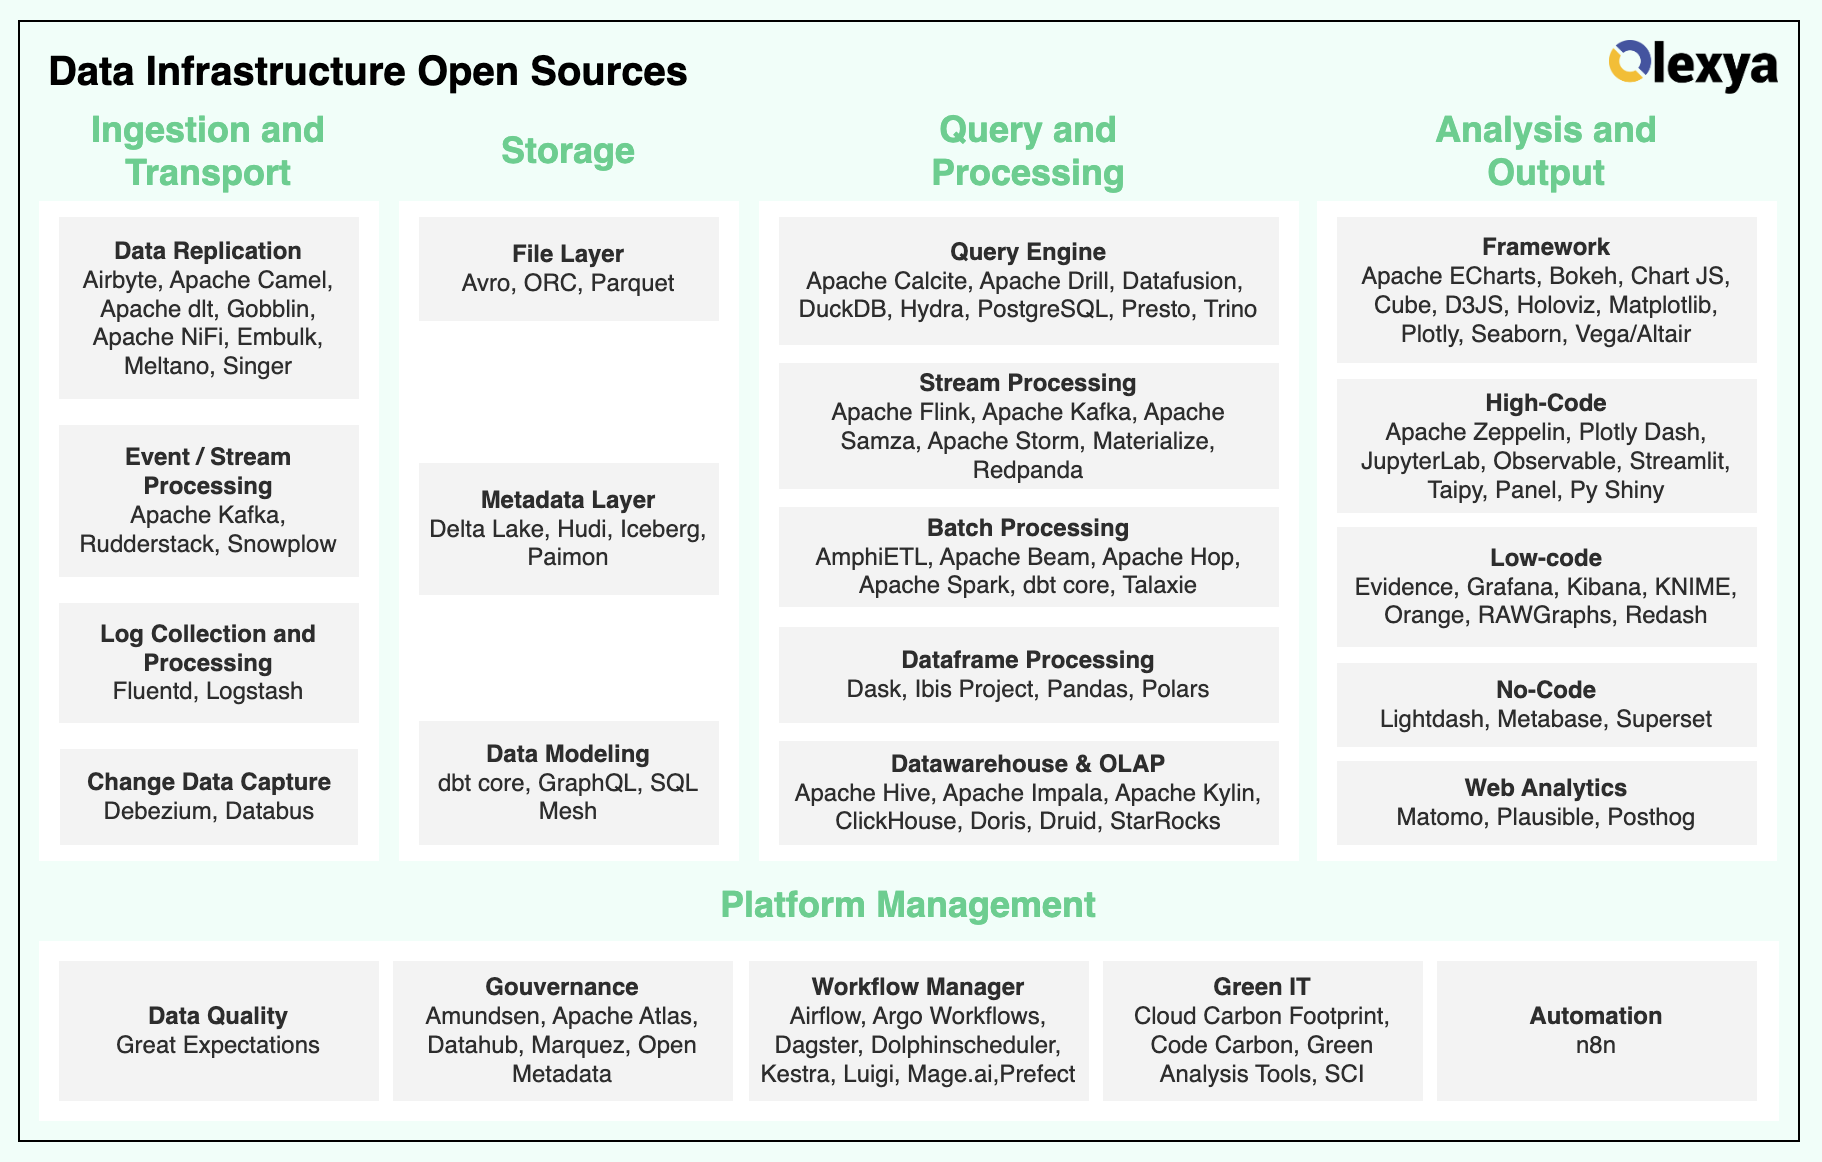 Data Infrastructure Open Sources
Olexya
Ingestion and
Transport
Data Replication
Airbyte, Apache Camel,
Apache dlt, Gobblin,
Apache NiFi, Embulk,
Meltano, Singer
Event / Stream
Processing
Apache Kafka,
Rudderstack, Snowplow
Log Collection and
Processing
Fluentd, Logstash
Change Data Capture
Debezium, Databus
Storage
File Layer
Avro, ORC, Parquet
Metadata Layer
Delta Lake, Hudi, Iceberg,
Paimon
Data Modeling
dbt core, GraphQL, SQL
Mesh
Query and
Processing
Query Engine
Apache Calcite, Apache Drill, Datafusion,
DuckDB, Hydra, PostgreSQL, Presto, Trino
Stream Processing
Apache Flink, Apache Kafka, Apache
Samza, Apache Storm, Materialize,
Redpanda
Batch Processing
AmphiETL, Apache Beam, Apache Hop,
Apache Spark, dbt core, Talaxie
Dataframe Processing
Dask, Ibis Project, Pandas, Polars
Datawarehouse & OLAP
Apache Hive, Apache Impala, Apache Kylin,
ClickHouse, Doris, Druid, StarRocks
Analysis and
Output
Framework
Apache ECharts, Bokeh, Chart JS,
Cube, D3JS, Holoviz, Matplotlib,
Plotly, Seaborn, Vega/Altair
High-Code
Apache Zeppelin, Plotly Dash,
JupyterLab, Observable, Streamlit,
Taipy, Panel, Py Shiny
Low-code
Evidence, Grafana, Kibana, KNIME,
Orange, RAWGraphs, Redash
No-Code
Lightdash, Metabase, Superset
Web Analytics
Matomo, Plausible, Posthog
Platform Management
Data Quality
Great Expectations
Gouvernance
Amundsen, Apache Atlas,
Datahub, Marquez, Open
Metadata
Workflow Manager
Airflow, Argo Workflows,
Dagster, Dolphinscheduler,
Kestra, Luigi, Mage.ai,Prefect
Green IT
Cloud Carbon Footprint,
Code Carbon, Green
Analysis Tools, SCI
Automation
n8n